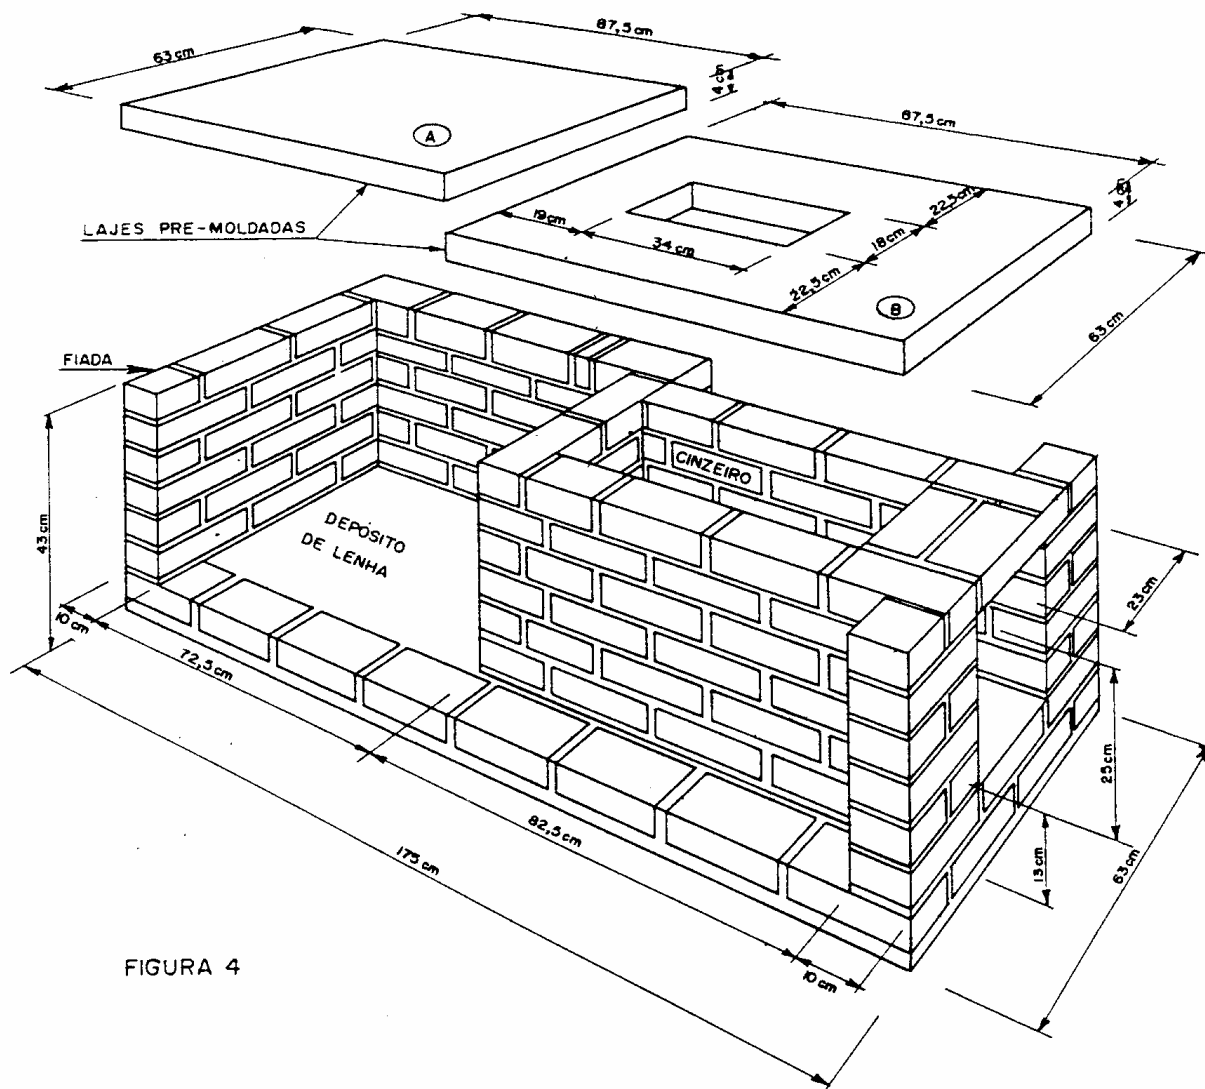 63 cm
87,5 cm
4 cm
A
87,5 cm
4 cm
LAJES PRE-MOLDADAS
19 cm
34 cm
22,5 cm
18 cm
22,5 cm
B
63 cm
FIADA
CINZEIRO
DEPÓSITO
DE LENHA
43 cm
10 cm
72,5 cm
82,5 cm
175 cm
10 cm
23 cm
25 cm
13 cm
63 cm
FIGURA 4